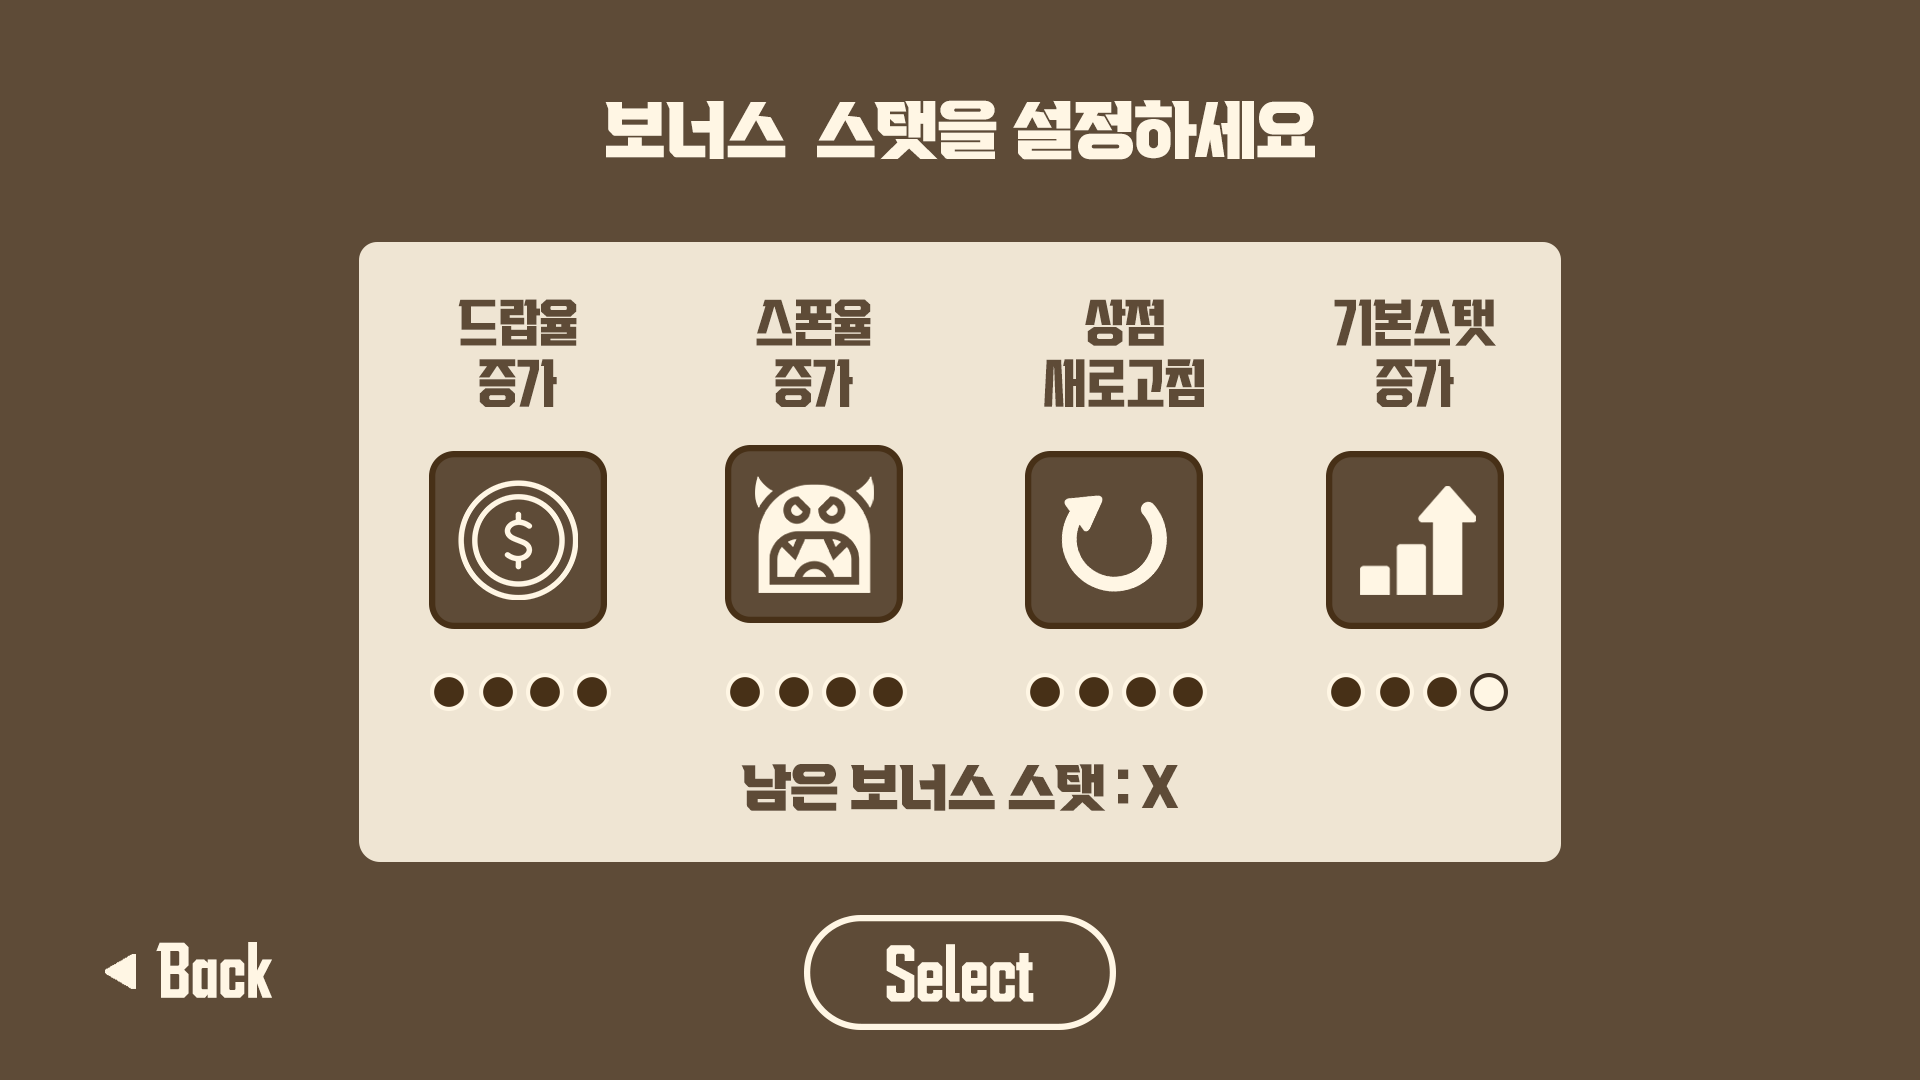 보너스 스탯을 설정하세요
드랍율
증가
스폰율
증가
상점
새로고침
기본스탯
증가
$
남은 보너스 스탯 : X
Back
Select